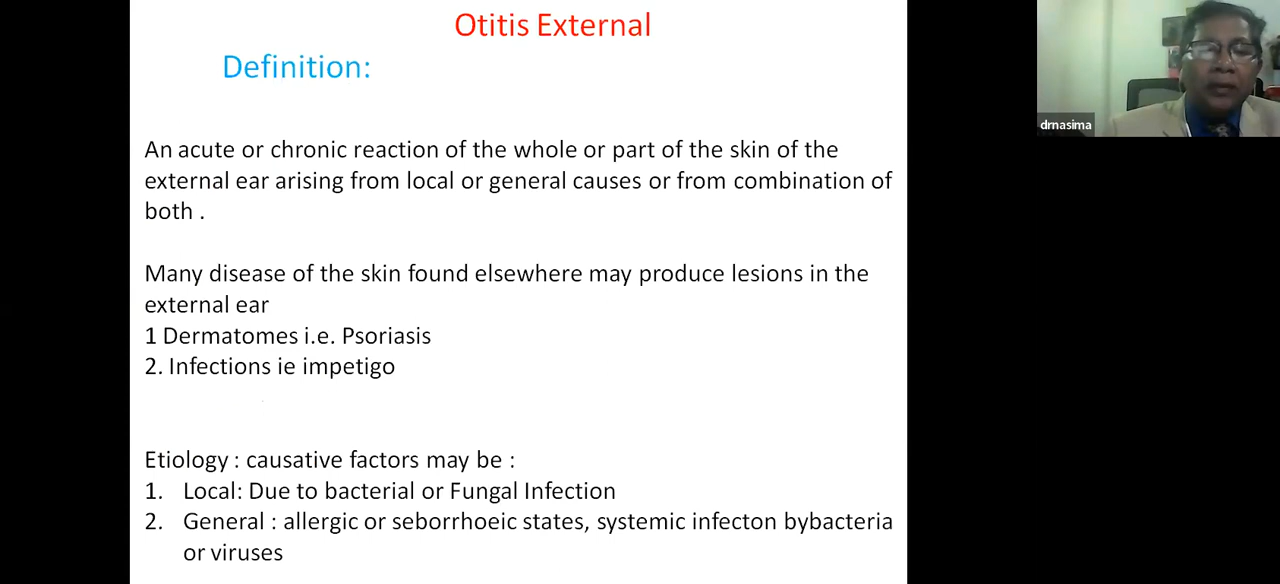 Otitis External
Definition:
drnasima
An acute or chronic reaction of the whole or part of the skin of the
external ear arising from local or general causes or from combination of
both .
Many disease of the skin found elsewhere may produce lesions in the
external ear
1 Dermatomes i.e. Psoriasis
2. Infections ie impetigo
Etiology : causative factors may be :
1. Local: Due to bacterial or Fungal Infection
2. General : allergic or seborrhoeic states, systemic infecton bybacteria
or viruses